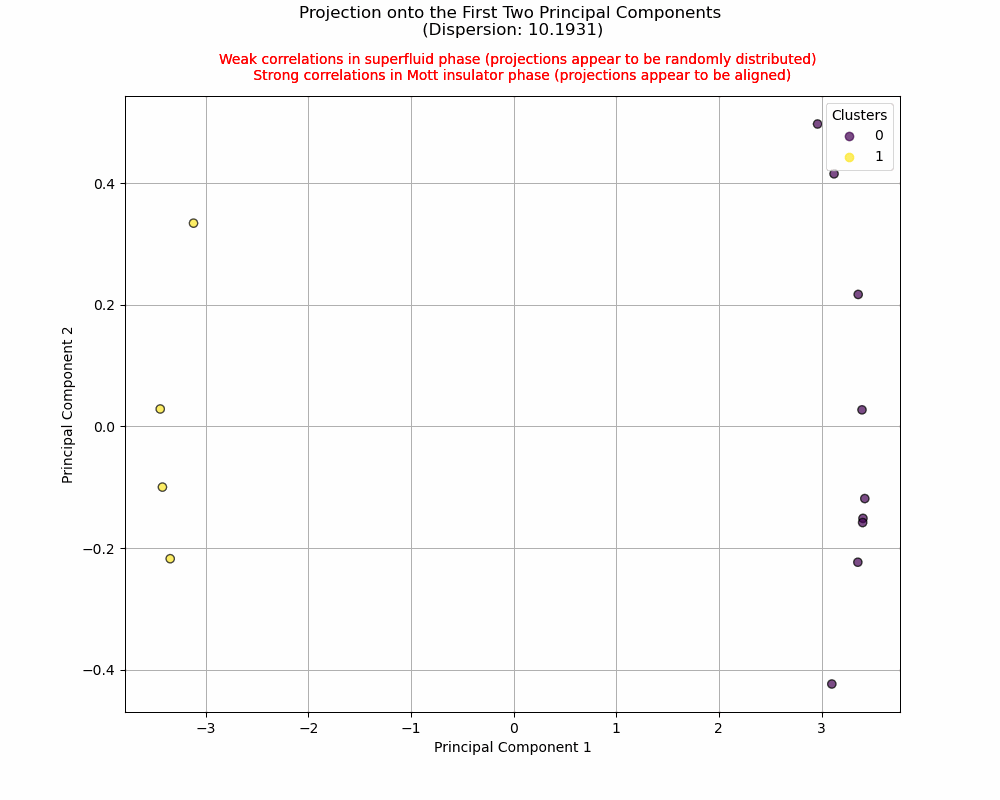 Projection onto the First Two Principal Components
(Dispersion: 10.1931)
Weak correlations in superfluid phase (projections appear to be randomly distributed)
Strong correlations in Mott insulator phase (projections appear to be aligned)
Clusters
0
1
0.4
0.2
0.0
−0.2
−0.4
Principal Component 2
−3
−2
−1
0
1
2
3
Principal Component 1